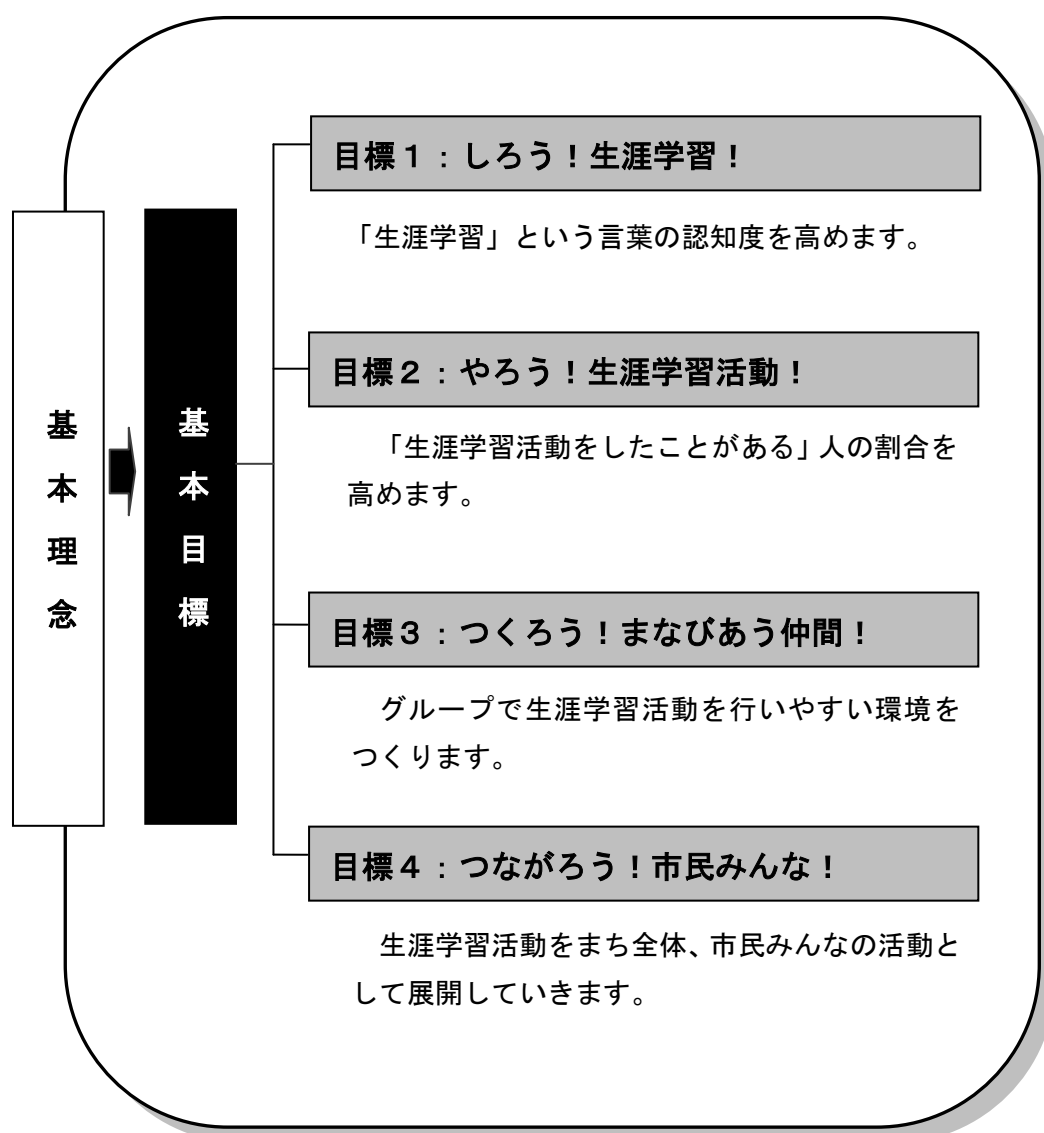 基本理念
基本目標
目標１：しろう！生涯学習！
「生涯学習」という言葉の認知度を高めます。
目標２：やろう！生涯学習活動！
「生涯学習活動をしたことがある」人の割合を
高めます。
目標３：つくろう！まなびあう仲間！
グループで生涯学習活動を行いやすい環境を
つくります。
目標４：つながろう！市民みんな！
生涯学習活動をまち全体、市民みんなの活動と
して展開していきます。